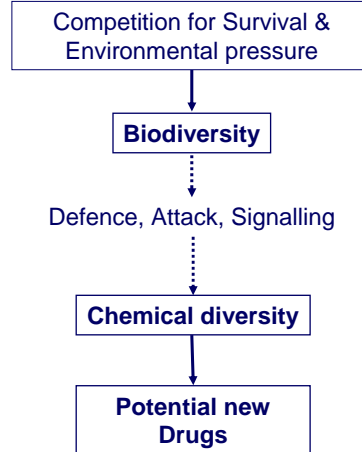 Competition for Survival &
Environmental pressure
Biodiversity
Defence, Attack, Signalling
Chemical diversity
Potential new
Drugs